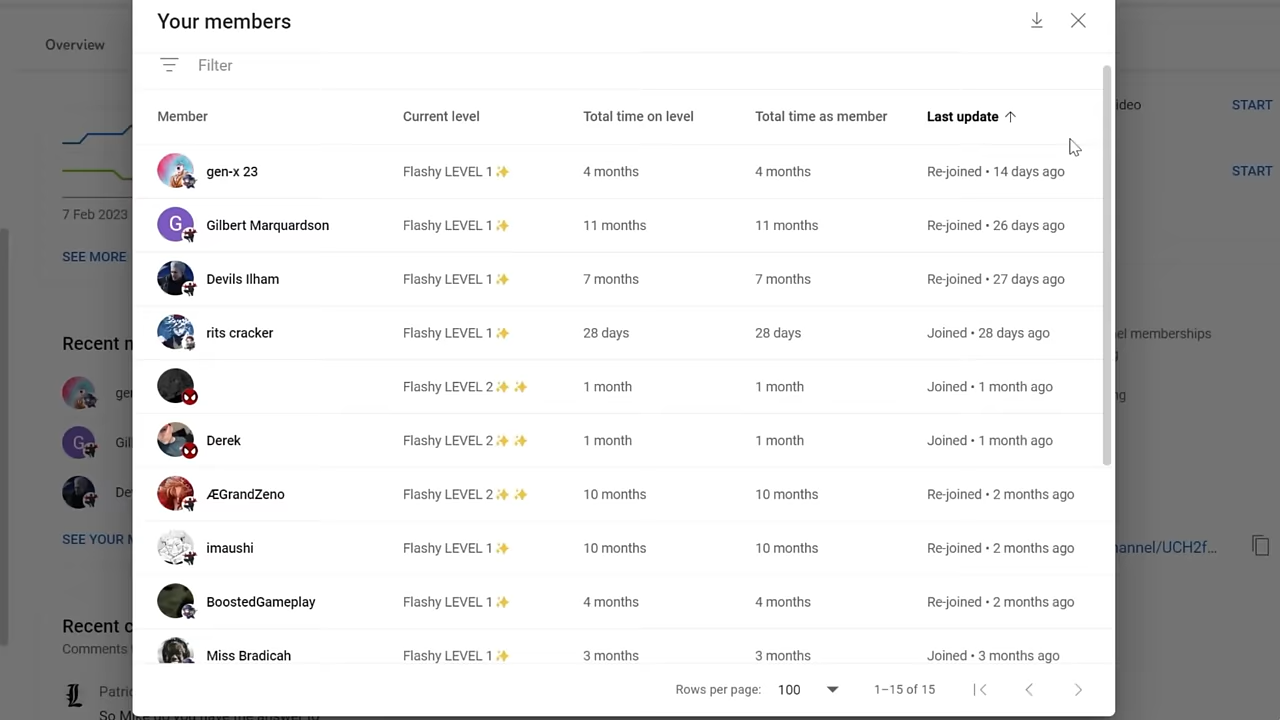 Your members
Overview
Filter
Member Current level Total time on level Total time as member Last update
ideo START
gen-x 23 Flashy LEVEL 1✨ 4 months 4 months Re-joined • 14 days ago
START
7 Feb 2023
Gilbert Marquardson Flashy LEVEL 1✨ 11 months 11 months Re-joined • 26 days ago
SEE MORE
Devils Ilham Flashy LEVEL 1✨ 7 months 7 months Re-joined • 27 days ago
rits cracker Flashy LEVEL 1✨ 28 days 28 days Joined • 28 days ago
el memberships
Recent
Flashy LEVEL 2✨ ✨ 1 month 1 month Joined • 1 month ago
ge
Derek Flashy LEVEL 2✨ ✨ 1 month 1 month Joined • 1 month ago
G Gil
ÆGrandZeno Flashy LEVEL 2✨ ✨ 10 months 10 months Re-joined • 2 months ago
De
SEE YOUR
imaushi Flashy LEVEL 1✨ 10 months 10 months Re-joined • 2 months ago
hannel/UCH2f...
BoostedGameplay Flashy LEVEL 1✨ 4 months 4 months Re-joined • 2 months ago
Recent c
Comments
Miss Bradicah Flashy LEVEL 1✨ 3 months 3 months Joined • 3 months ago
Rows per page: 100 1–15 of 15
Patric